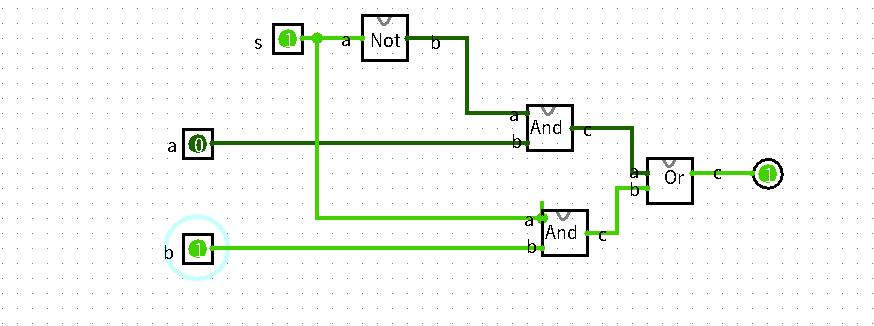 s 1 a Not b
a And c
a 0 b
a Or c 1
b
a And c
b 1 b